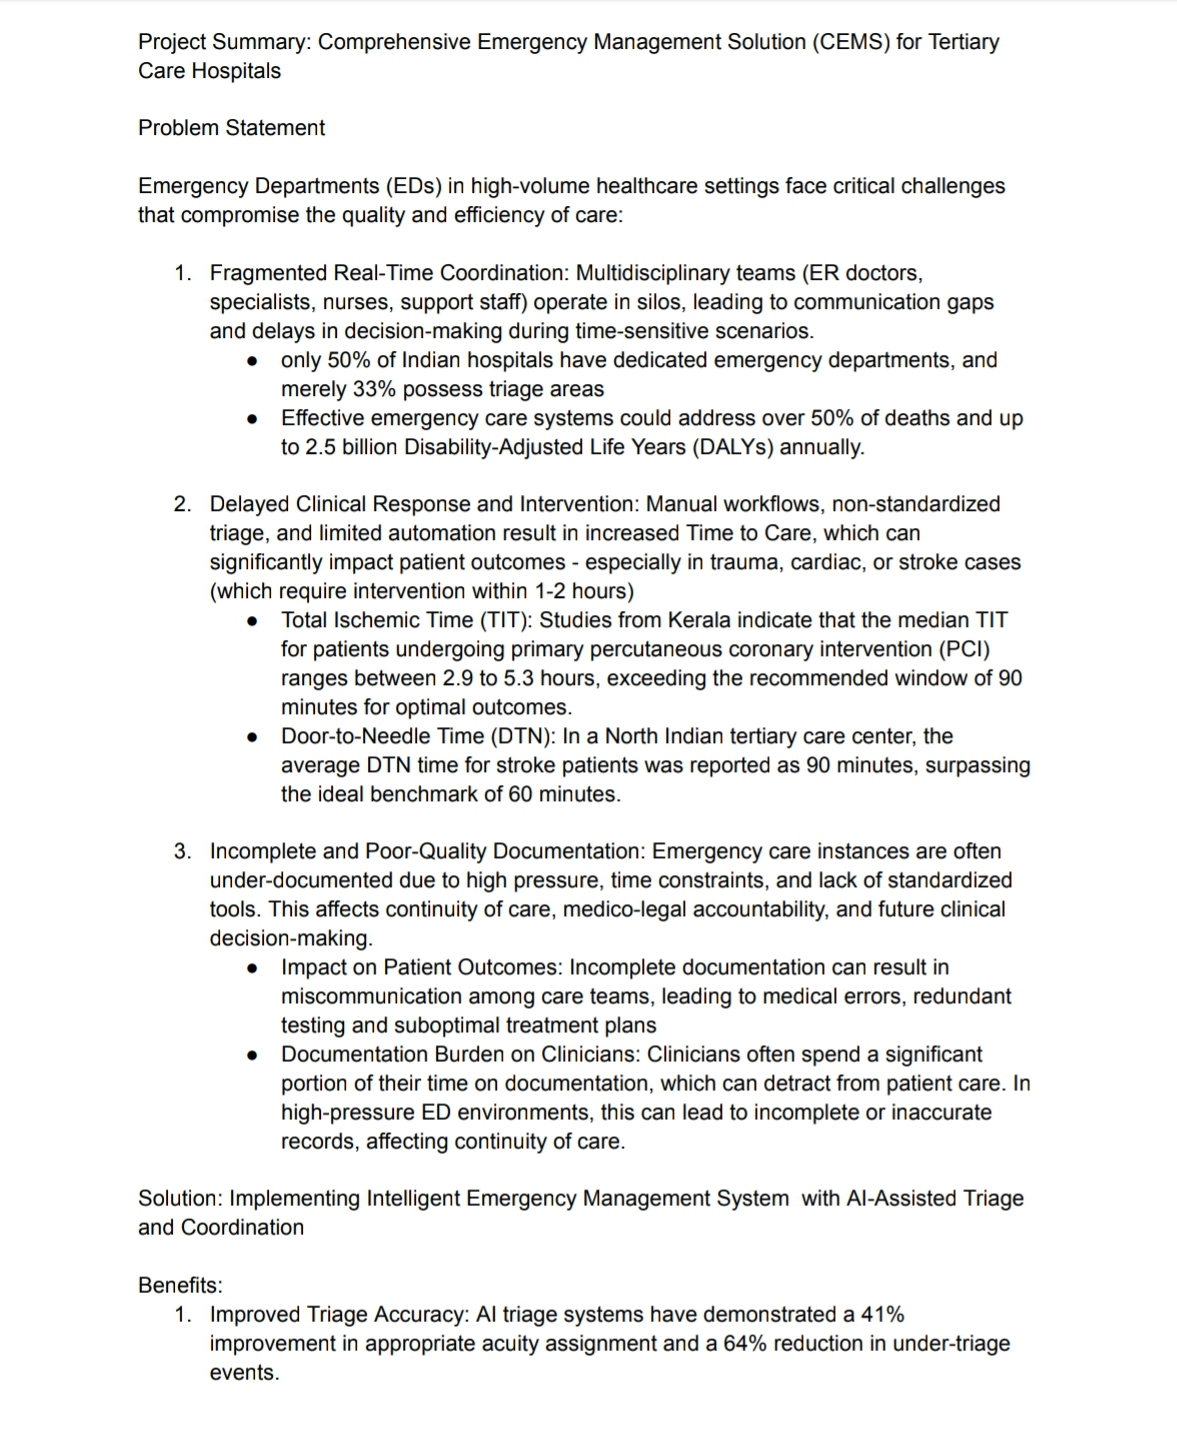 Project Summary: Comprehensive Emergency Management Solution (CEMS) for Tertiary
Care Hospitals
Problem Statement
Emergency Departments (EDs) in high-volume healthcare settings face critical challenges
that compromise the quality and efficiency of care:
1. Fragmented Real-Time Coordination: Multidisciplinary teams (ER doctors,
specialists, nurses, support staff) operate in silos, leading to communication gaps
and delays in decision-making during time-sensitive scenarios.
● only 50% of Indian hospitals have dedicated emergency departments, and
merely 33% possess triage areas
● Effective emergency care systems could address over 50% of deaths and up
to 2.5 billion Disability-Adjusted Life Years (DALYs) annually.
2. Delayed Clinical Response and Intervention: Manual workflows, non-standardized
triage, and limited automation result in increased Time to Care, which can
significantly impact patient outcomes - especially in trauma, cardiac, or stroke cases
(which require intervention within 1-2 hours)
● Total Ischemic Time (TIT): Studies from Kerala indicate that the median TIT
for patients undergoing primary percutaneous coronary intervention (PCI)
ranges between 2.9 to 5.3 hours, exceeding the recommended window of 90
minutes for optimal outcomes.
● Door-to-Needle Time (DTN): In a North Indian tertiary care center, the
average DTN time for stroke patients was reported as 90 minutes, surpassing
the ideal benchmark of 60 minutes.
3. Incomplete and Poor-Quality Documentation: Emergency care instances are often
under-documented due to high pressure, time constraints, and lack of standardized
tools. This affects continuity of care, medico-legal accountability, and future clinical
decision-making.
● Impact on Patient Outcomes: Incomplete documentation can result in
miscommunication among care teams, leading to medical errors, redundant
testing and suboptimal treatment plans
● Documentation Burden on Clinicians: Clinicians often spend a significant
portion of their time on documentation, which can detract from patient care. In
high-pressure ED environments, this can lead to incomplete or inaccurate
records, affecting continuity of care.
Solution: Implementing Intelligent Emergency Management System  with AI-Assisted Triage
and Coordination
Benefits:
1. Improved Triage Accuracy: AI triage systems have demonstrated a 41%
improvement in appropriate acuity assignment and a 64% reduction in under-triage
events.